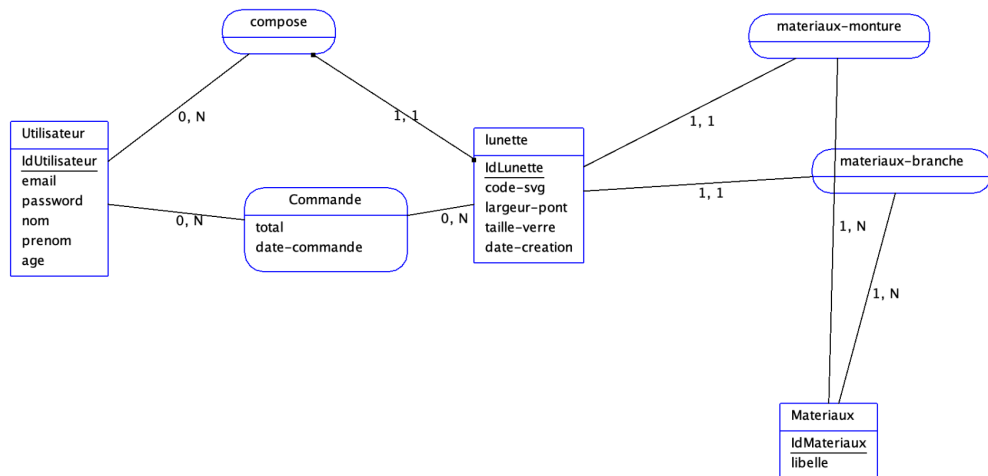 compose
materiaux-monture
0, N
1, 1
1, 1
Utilisateur
IdUtilisateur
email
password
nom
prenom
age
lunette
IdLunette
code-svg
largeur-pont
taille-verre
date-creation
materiaux-branche
1, 1
Commande
total
date-commande
0, N
0, N
1, N
1, N
Materiaux
IdMateriaux
libelle